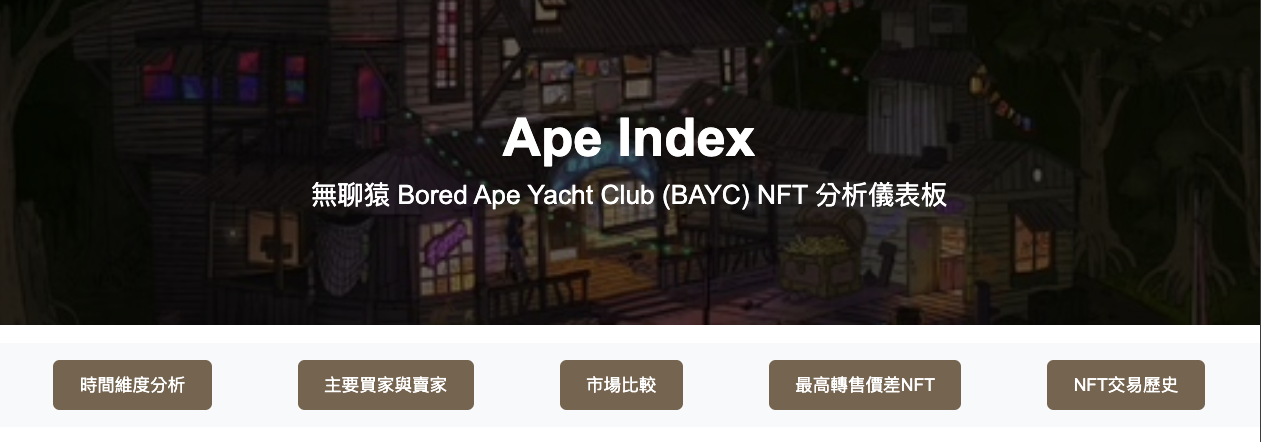 Ape Index
無聊猿 Bored Ape Yacht Club (BAYC) NFT 分析儀表板
時間維度分析
主要買家與賣家
市場比較
最高轉售價差NFT
NFT交易歷史